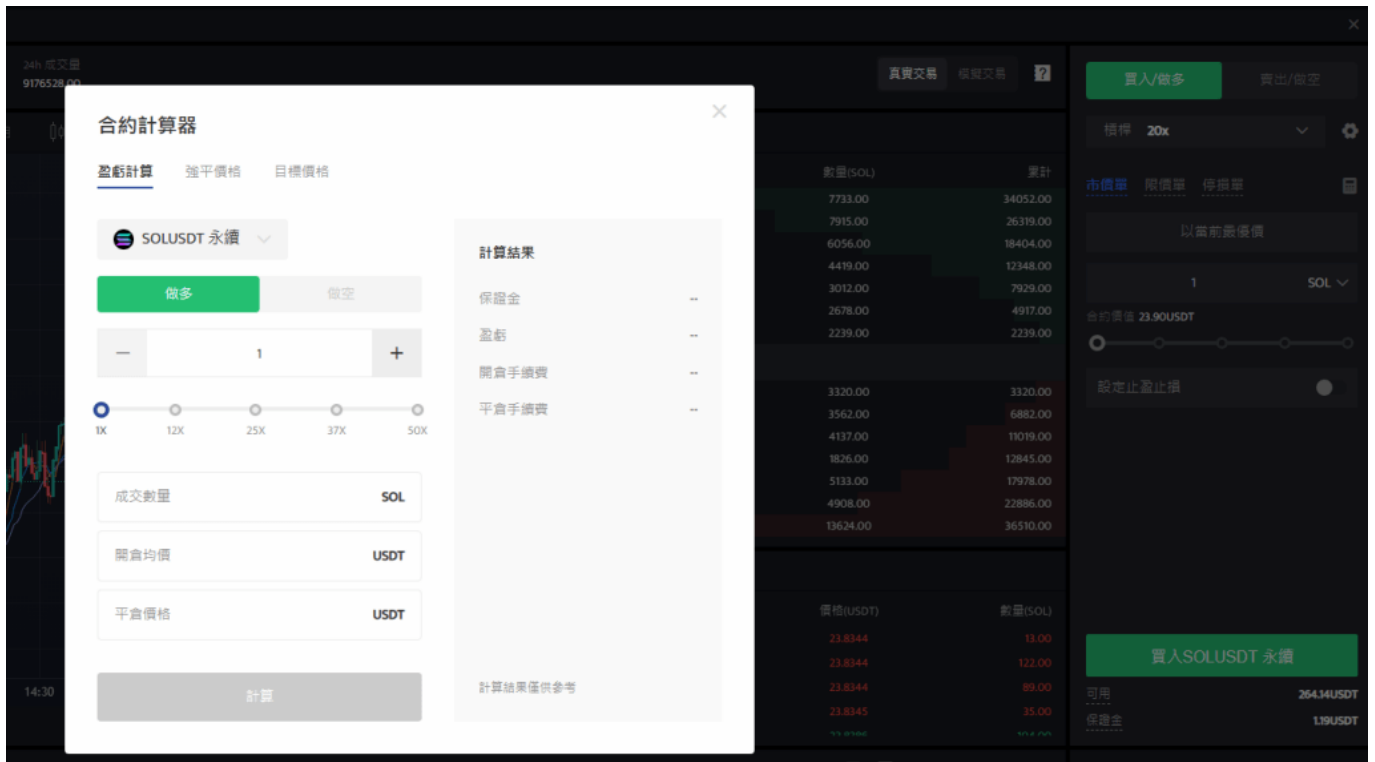 24h 成交量
9176528.00
真實交易 模擬交易 ?
合約計算器
盈虧計算 強平價格 目標價格
SOLUSDT 永續
做多 做空
1
1X 12X 25X 37X 50X
成交數量 SOL
開倉均價 USDT
平倉價格 USDT
計算
計算結果
保證金 --
盈虧 --
開倉手續費 --
平倉手續費 --
計算結果僅供參考
14:30
數量(SOL) 累計
7733.00 34052.00
7915.00 26319.00
6056.00 18404.00
4419.00 12348.00
3012.00 7929.00
2678.00 4917.00
2239.00 2239.00
3320.00 3320.00
3562.00 6882.00
4137.00 11019.00
1826.00 12845.00
5133.00 17978.00
4908.00 22886.00
13624.00 36510.00
價格(USDT) 數量(SOL)
23.8344 13.00
23.8344 122.00
23.8344 89.00
23.8345 35.00
買入/做多 賣出/做空
槓桿 20x
市價單 限價單 停損單
以當前最優價
1 SOL
合約價值 23.90USDT
設定止盈止損
買入SOLUSDT 永續
可用 264.14USDT
保證金 1.19USDT